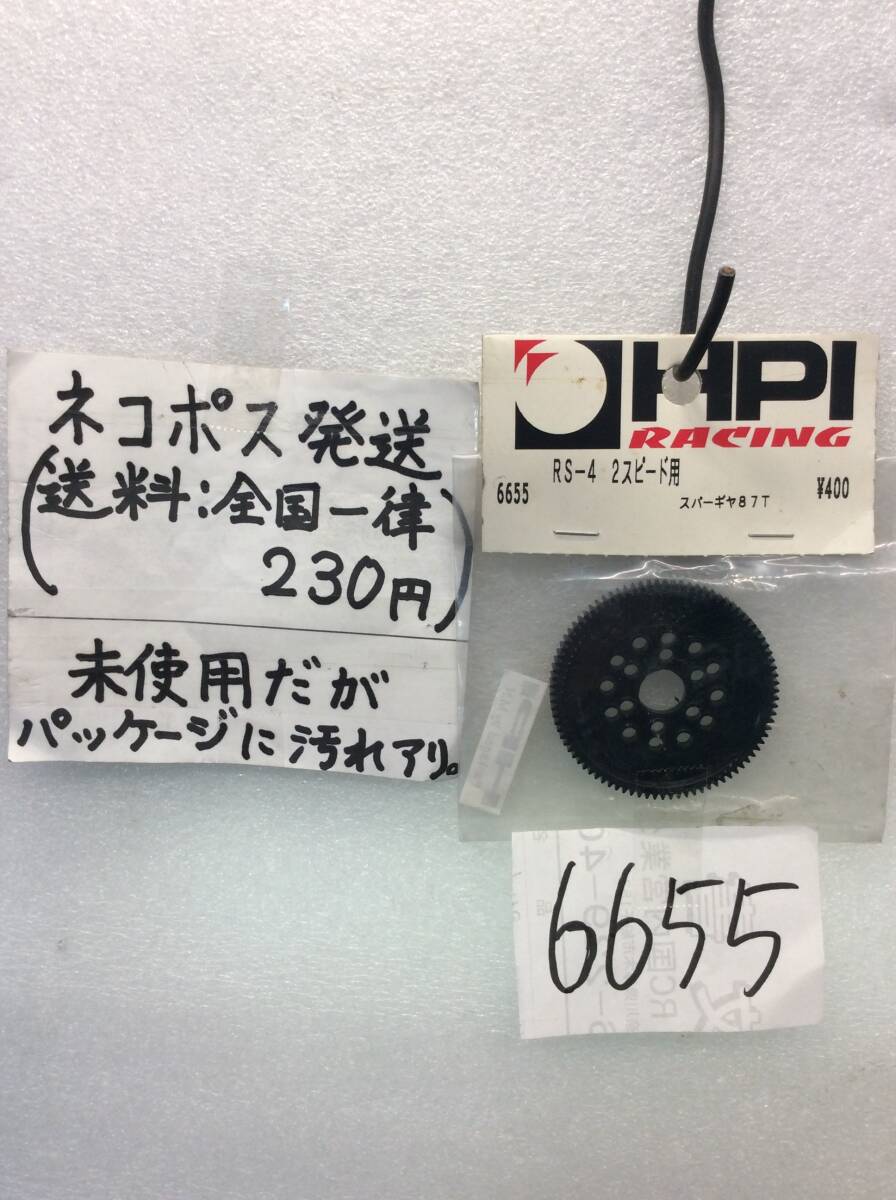 ネコポス発送
(送料:全国一律
230円)
未使用だが
パッケージに汚れアリ。
HPI
RACING
RS-4 2スピード用
6655
スパーギヤ87T
¥400
6655